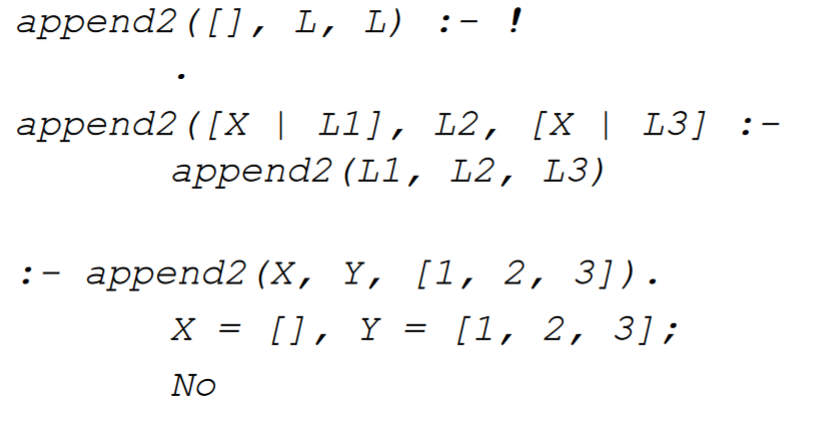 append2([], L, L) :- !
.
append2([X | L1], L2, [X | L3] :-
append2(L1, L2, L3)
:- append2(X, Y, [1, 2, 3]).
X = [], Y = [1, 2, 3];
No